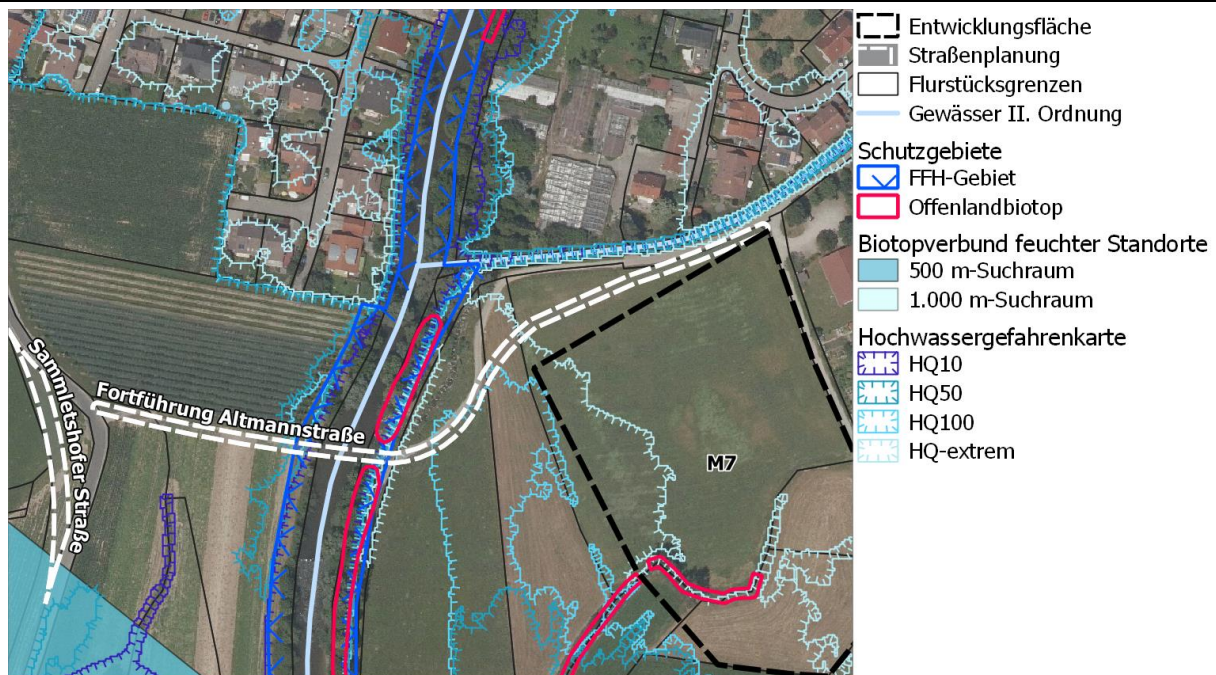 Entwicklungsfläche
Straßenplanung
Flurstücksgrenzen
Gewässer II. Ordnung
Schutzgebiete
FFH-Gebiet
Offenlandbiotop
Biotopverbund feuchter Standorte
500 m-Suchraum
1.000 m-Suchraum
Hochwassergefahrenkarte
HQ10
HQ50
HQ100
HQ-extrem
Sammletshofer Straße
Fortführung Altmannstraße
M7